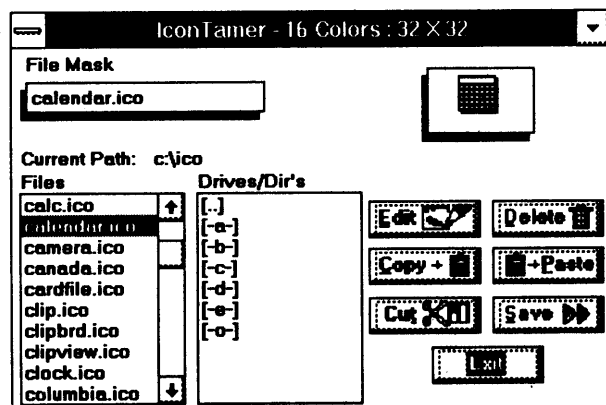 IconTamer - 16 Colors : 32 X 32
File Mask
calendar.ico
Current Path: c:\ico
Files
Drives/Dir's
calc.ico
calendar.ico
camera.ico
canada.ico
cardfile.ico
clip.ico
clipbrd.ico
clipview.ico
clock.ico
columbia.ico
[..]
[-a-]
[-b-]
[-c-]
[-d-]
[-e-]
[-o-]
Edit
Delete
Copy +
+Paste
Cut
Save
Exit